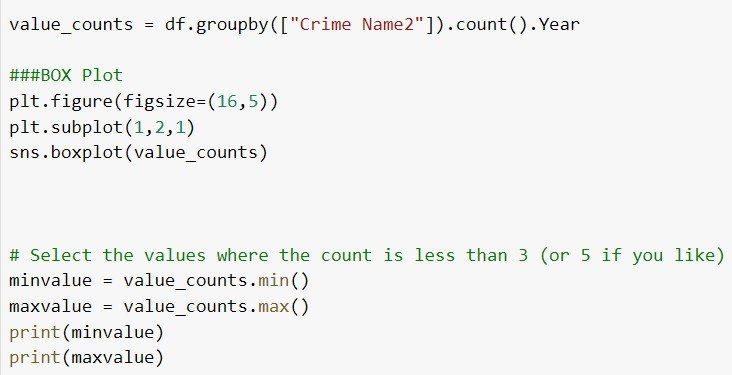 value_counts = df.groupby(["Crime Name2"]).count().Year
###BOX Plot
plt.figure(figsize=(16,5))
plt.subplot(1,2,1)
sns.boxplot(value_counts)
# Select the values where the count is less than 3 (or 5 if you like)
minvalue = value_counts.min()
maxvalue = value_counts.max()
print(minvalue)
print(maxvalue)